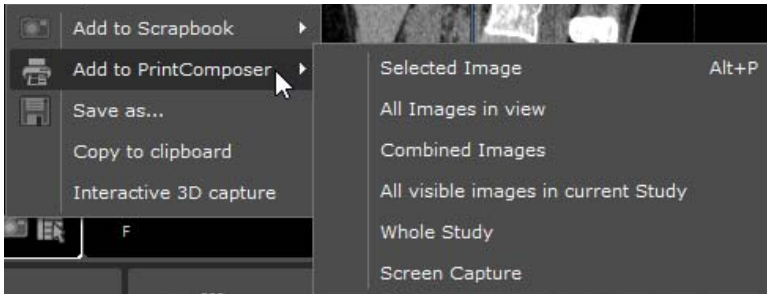 Add to Scrapbook
Add to PrintComposer
Save as...
Copy to clipboard
Interactive 3D capture
F
Selected Image Alt+P
All Images in view
Combined Images
All visible images in current Study
Whole Study
Screen Capture